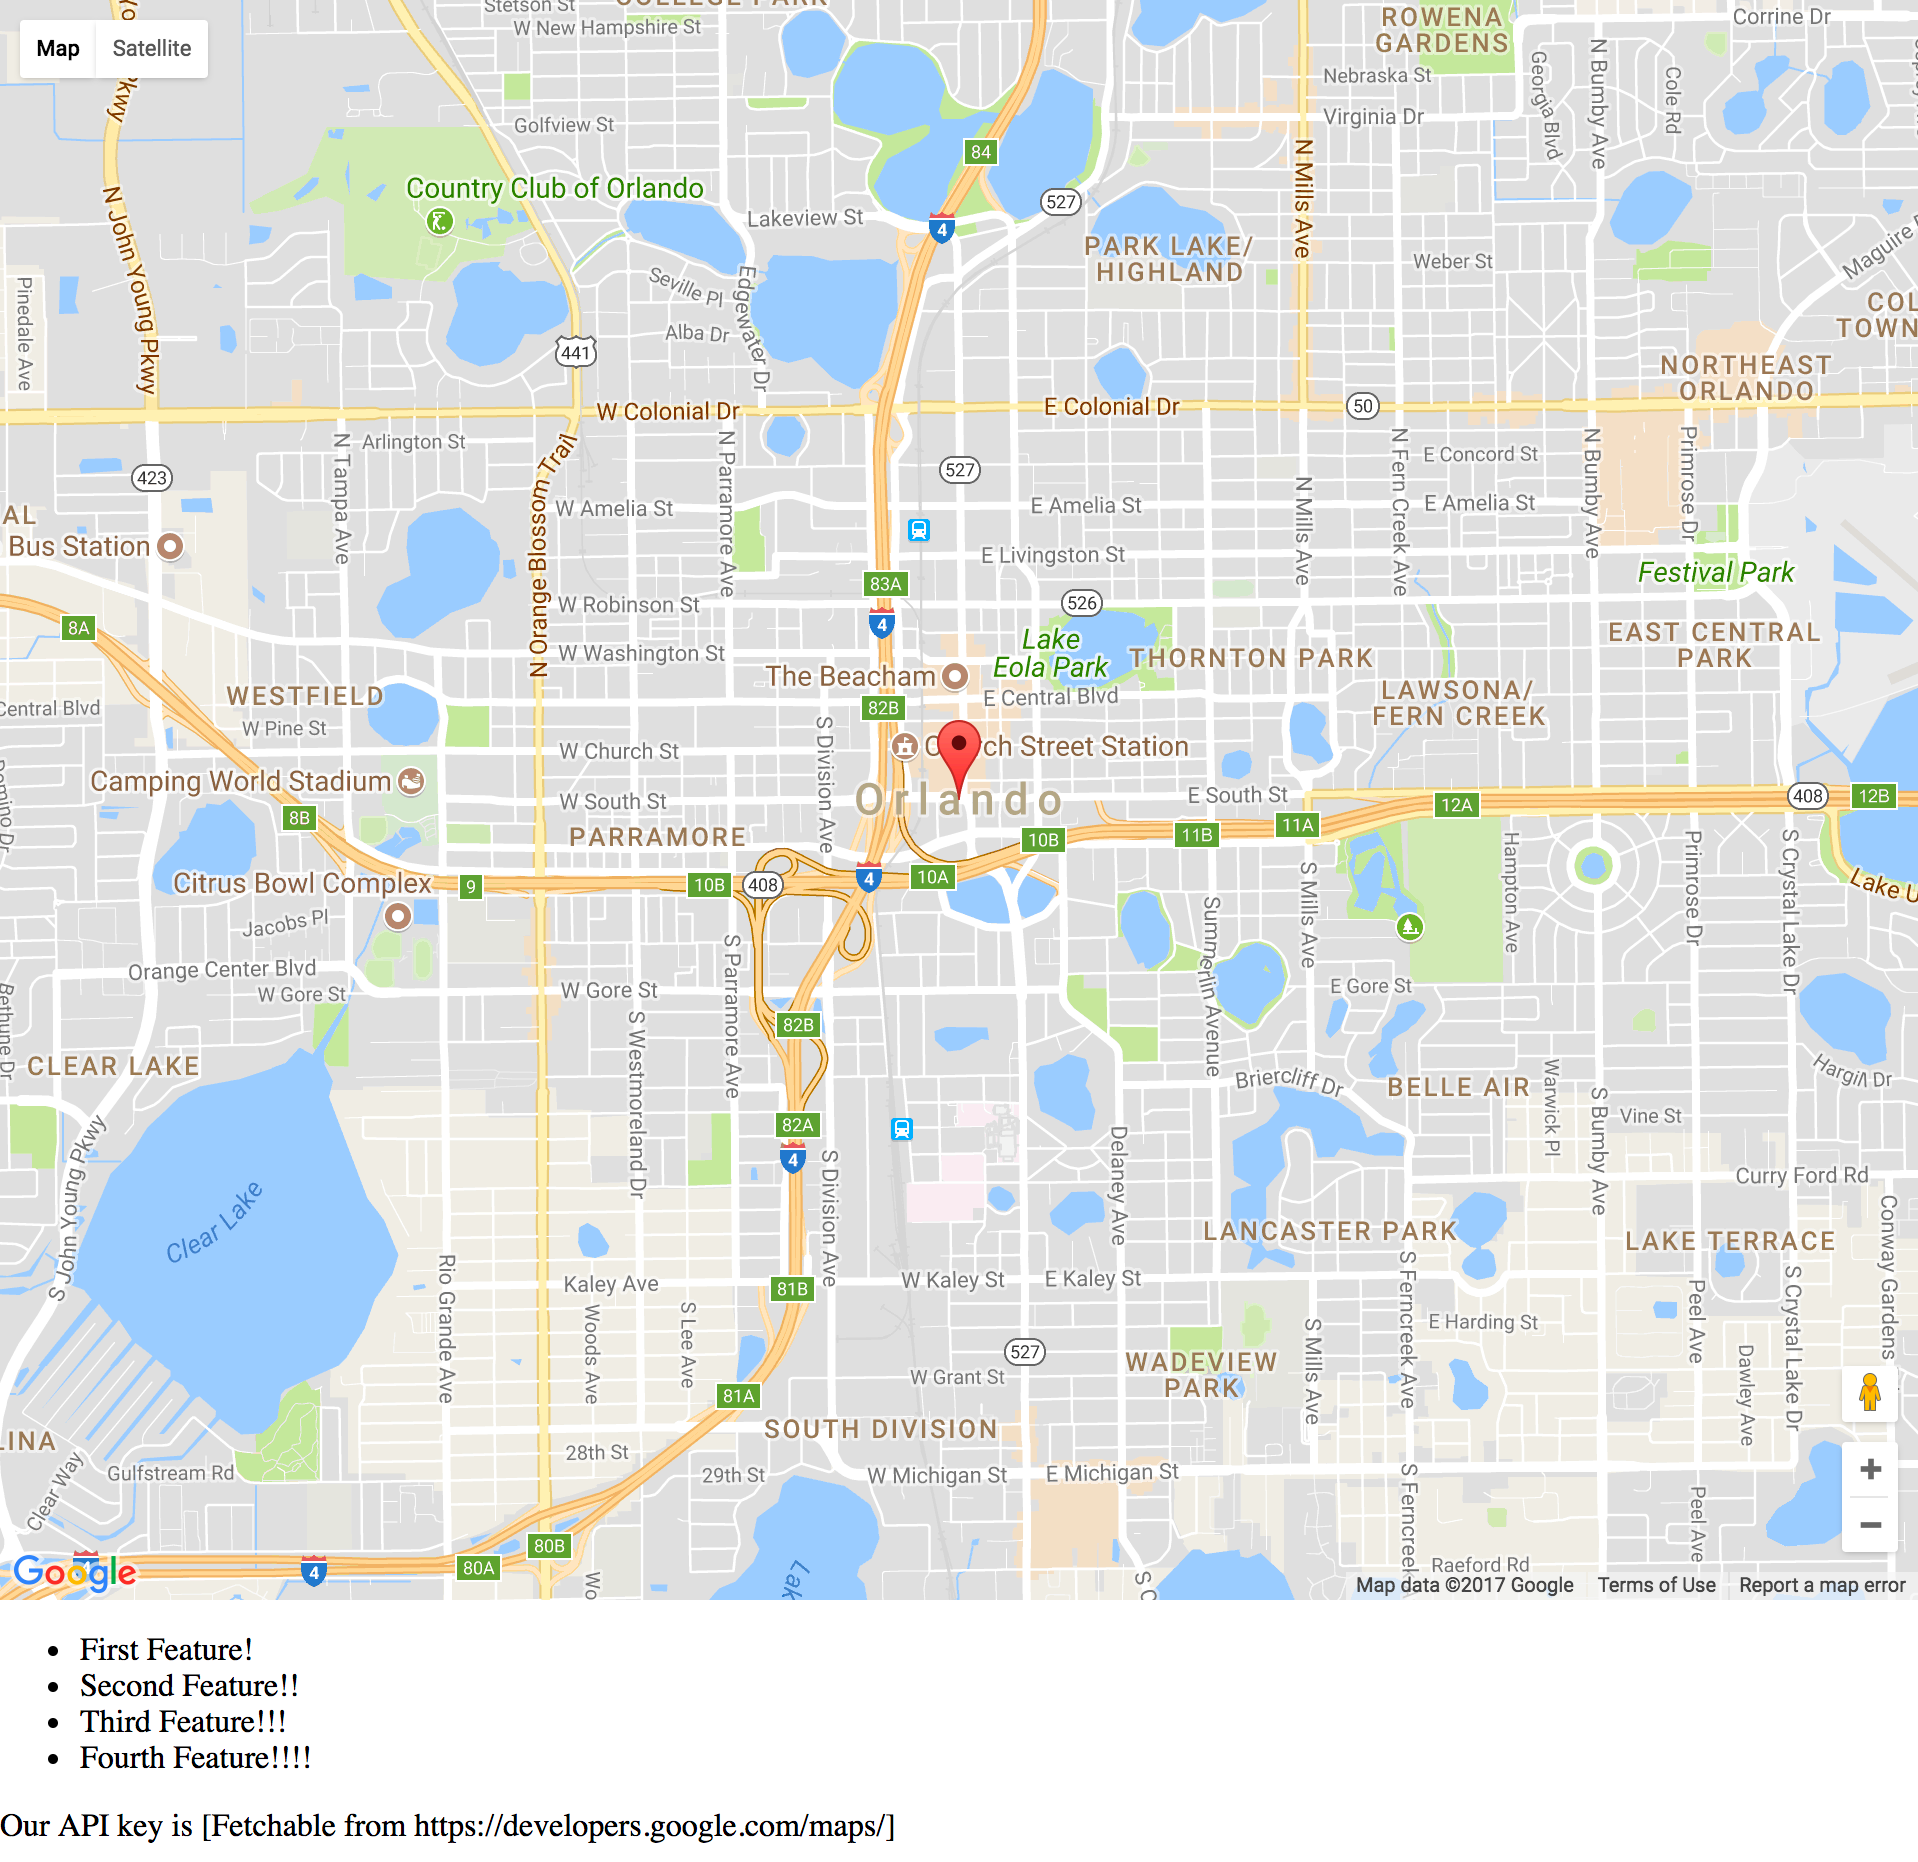 Stetson St
COLLEGE PARK
W New Hampshire St
ROWENA
GARDENS
Corrine Dr
Map
Satellite
Nebraska St
Georgia Blvd
N Bumby Ave
Cole Rd
Golfview St
Virginia Dr
84
N Mills Ave
N John Young Pkwy
Country Club of Orlando
527
Lakeview St
4
PARK LAKE/
HIGHLAND
Weber St
Maguire
Pinedale Ave
Seville Pl
Edgewater Dr
Alba Dr
COL
TOWN
441
NORTHEAST
ORLANDO
W Colonial Dr
E Colonial Dr
50
N Tampa Ave
Arlington St
N Orange Blossom Trail
N Parramore Ave
423
527
N Fern Creek Ave
E Concord St
N Bumby Ave
Primrose Dr
W Amelia St
E Amelia St
N Mills Ave
E Amelia St
AL
Bus Station
E Livingston St
Festival Park
83A
W Robinson St
526
8A
4
Lake
Eola Park
EAST CENTRAL
PARK
W Washington St
THORNTON PARK
The Beacham
WESTFIELD
E Central Blvd
LAWSONA/
FERN CREEK
Central Blvd
82B
W Pine St
S Division Ave
W Church St
Church Street Station
Camping World Stadium
W South St
Orlando
E South St
12A
408
12B
8B
PARRAMORE
10B
11B
11A
Hampton Ave
Primrose Dr
S Crystal Lake Dr
Domino Dr
Citrus Bowl Complex
9
10B
408
4
10A
Lake U
Jacobs Pl
S Parramore Ave
Summerlin Avenue
S Mills Ave
Orange Center Blvd
W Gore St
W Gore St
E Gore St
Bethune Dr
S Westmoreland Dr
82B
CLEAR LAKE
Briercliff Dr
BELLE AIR
Warwick Pl
S Bumby Ave
Hargill Dr
Vine St
82A
4
S John Young Pkwy
S Division Ave
Delaney Ave
Curry Ford Rd
Clear Lake
LANCASTER PARK
LAKE TERRACE
Conway Gardens
Rio Grande Ave
Kaley Ave
81B
W Kaley St
E Kaley St
S Ferncreek Ave
Woods Ave
S Lee Ave
S Mills Ave
E Harding St
Peel Ave
S Crystal Lake Dr
527
Dawley Ave
W Grant St
WADEVIEW
PARK
81A
SOUTH DIVISION
LINA
Clear Way
Gulfstream Rd
28th St
29th St
W Michigan St
E Michigan St
S Ferncreek
Peel Ave
80B
Google
4
80A
Wo
Lak
S C
Raeford Rd
Map data ©2017 Google
Terms of Use
Report a map error
• First Feature!
• Second Feature!!
• Third Feature!!!
• Fourth Feature!!!!
Our API key is [Fetchable from https://developers.google.com/maps/]